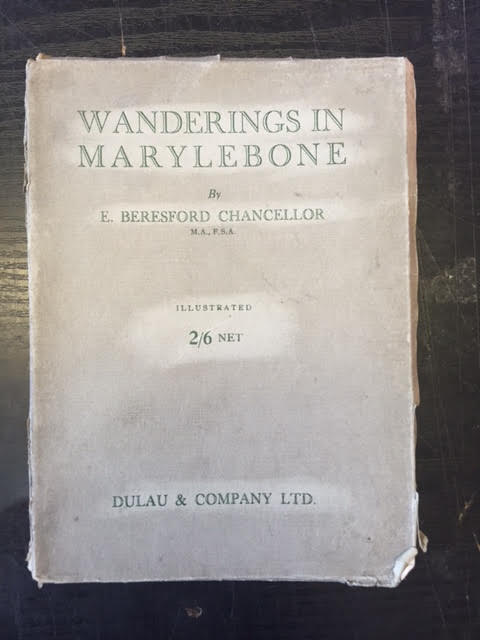 WANDERINGS IN
MARYLEBONE
By
E. BERESFORD CHANCELLOR
M.A., F.S.A.
ILLUSTRATED
2/6 NET
DULAU & COMPANY LTD.